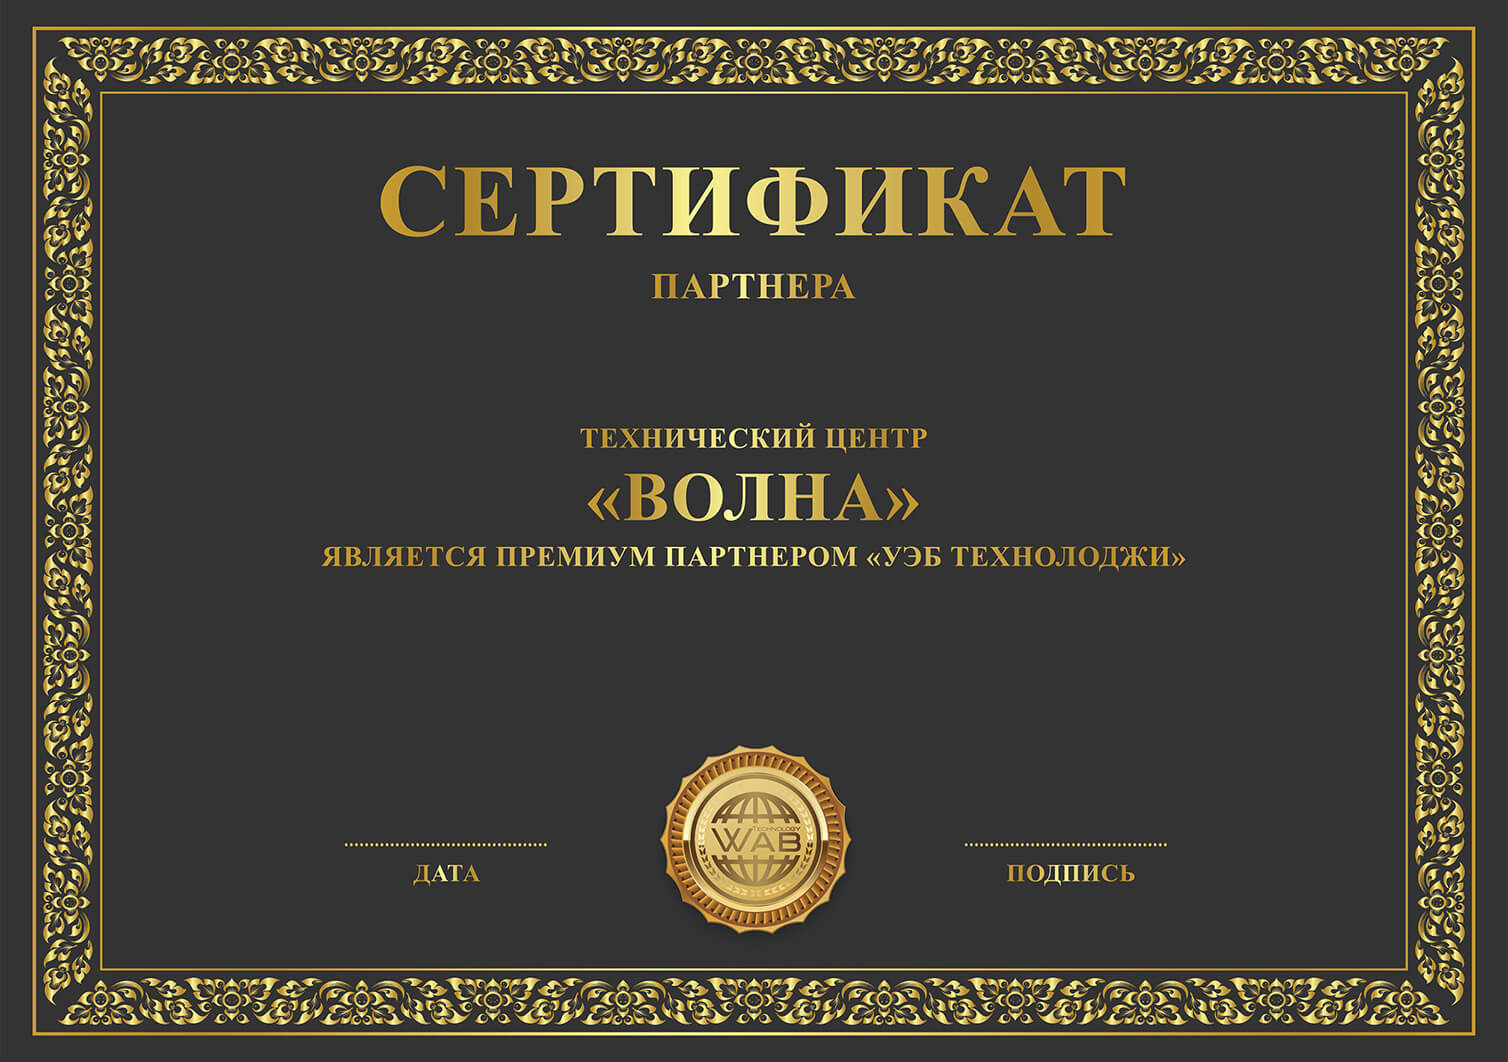 СЕРТИФИКАТ
ПАРТНЕРА
ТЕХНИЧЕСКИЙ ЦЕНТР
«ВОЛНА»
ЯВЛЯЕТСЯ ПРЕМИУМ ПАРТНЕРОМ «УЭБ ТЕХНОЛОДЖИ»
TECHNOLOGY
WAB
ДАТА
ПОДПИСЬ